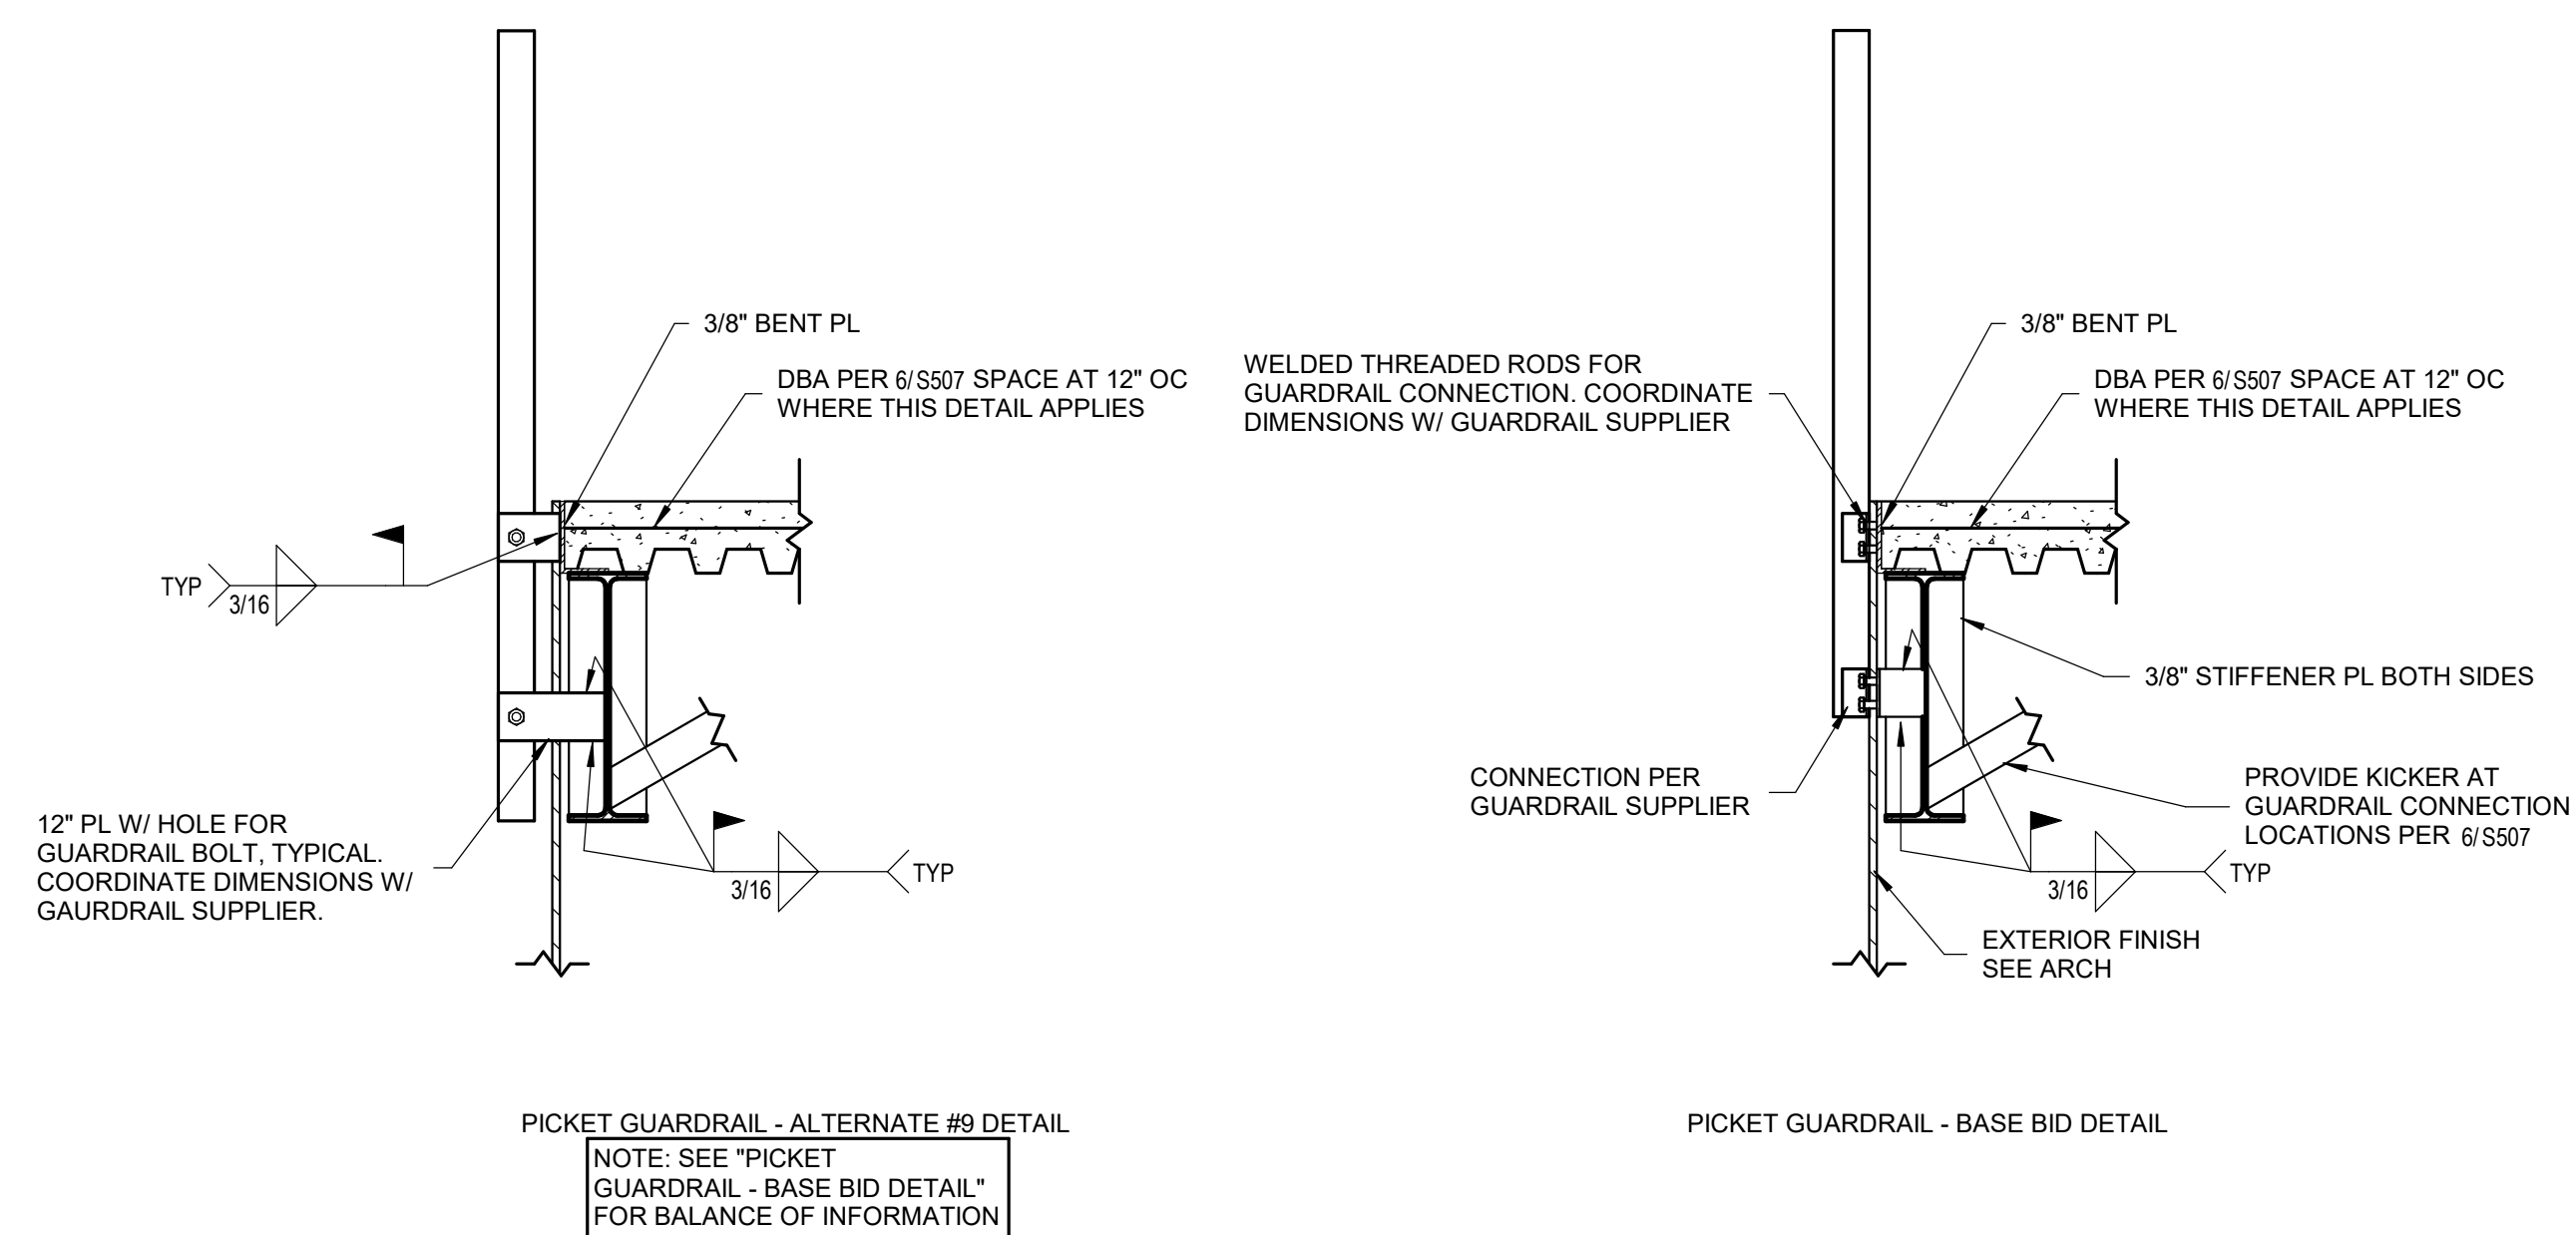 3/8" BENT PL
DBA PER 6/S507 SPACE AT 12" OC
WHERE THIS DETAIL APPLIES
TYP
3/16
12" PL W/ HOLE FOR
GUARDRAIL BOLT, TYPICAL.
COORDINATE DIMENSIONS W/
GAURDRAIL SUPPLIER.
3/16
TYP
PICKET GUARDRAIL - ALTERNATE #9 DETAIL
NOTE: SEE "PICKET
GUARDRAIL - BASE BID DETAIL"
FOR BALANCE OF INFORMATION
3/8" BENT PL
WELDED THREADED RODS FOR
GUARDRAIL CONNECTION. COORDINATE
DIMENSIONS W/ GUARDRAIL SUPPLIER
DBA PER 6/S507 SPACE AT 12" OC
WHERE THIS DETAIL APPLIES
3/8" STIFFENER PL BOTH SIDES
CONNECTION PER
GUARDRAIL SUPPLIER
PROVIDE KICKER AT
GUARDRAIL CONNECTION
LOCATIONS PER 6/S507
3/16
TYP
EXTERIOR FINISH
SEE ARCH
PICKET GUARDRAIL - BASE BID DETAIL